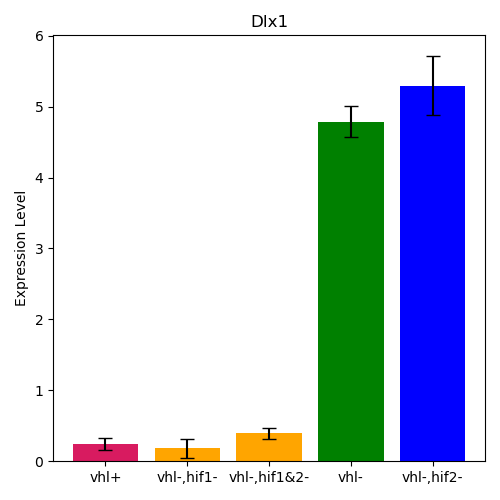 Dlx1
Expression Level
6
5
4
3
2
1
0
vhl+
vhl-,hif1-
vhl-,hif1&2-
vhl-
vhl-,hif2-